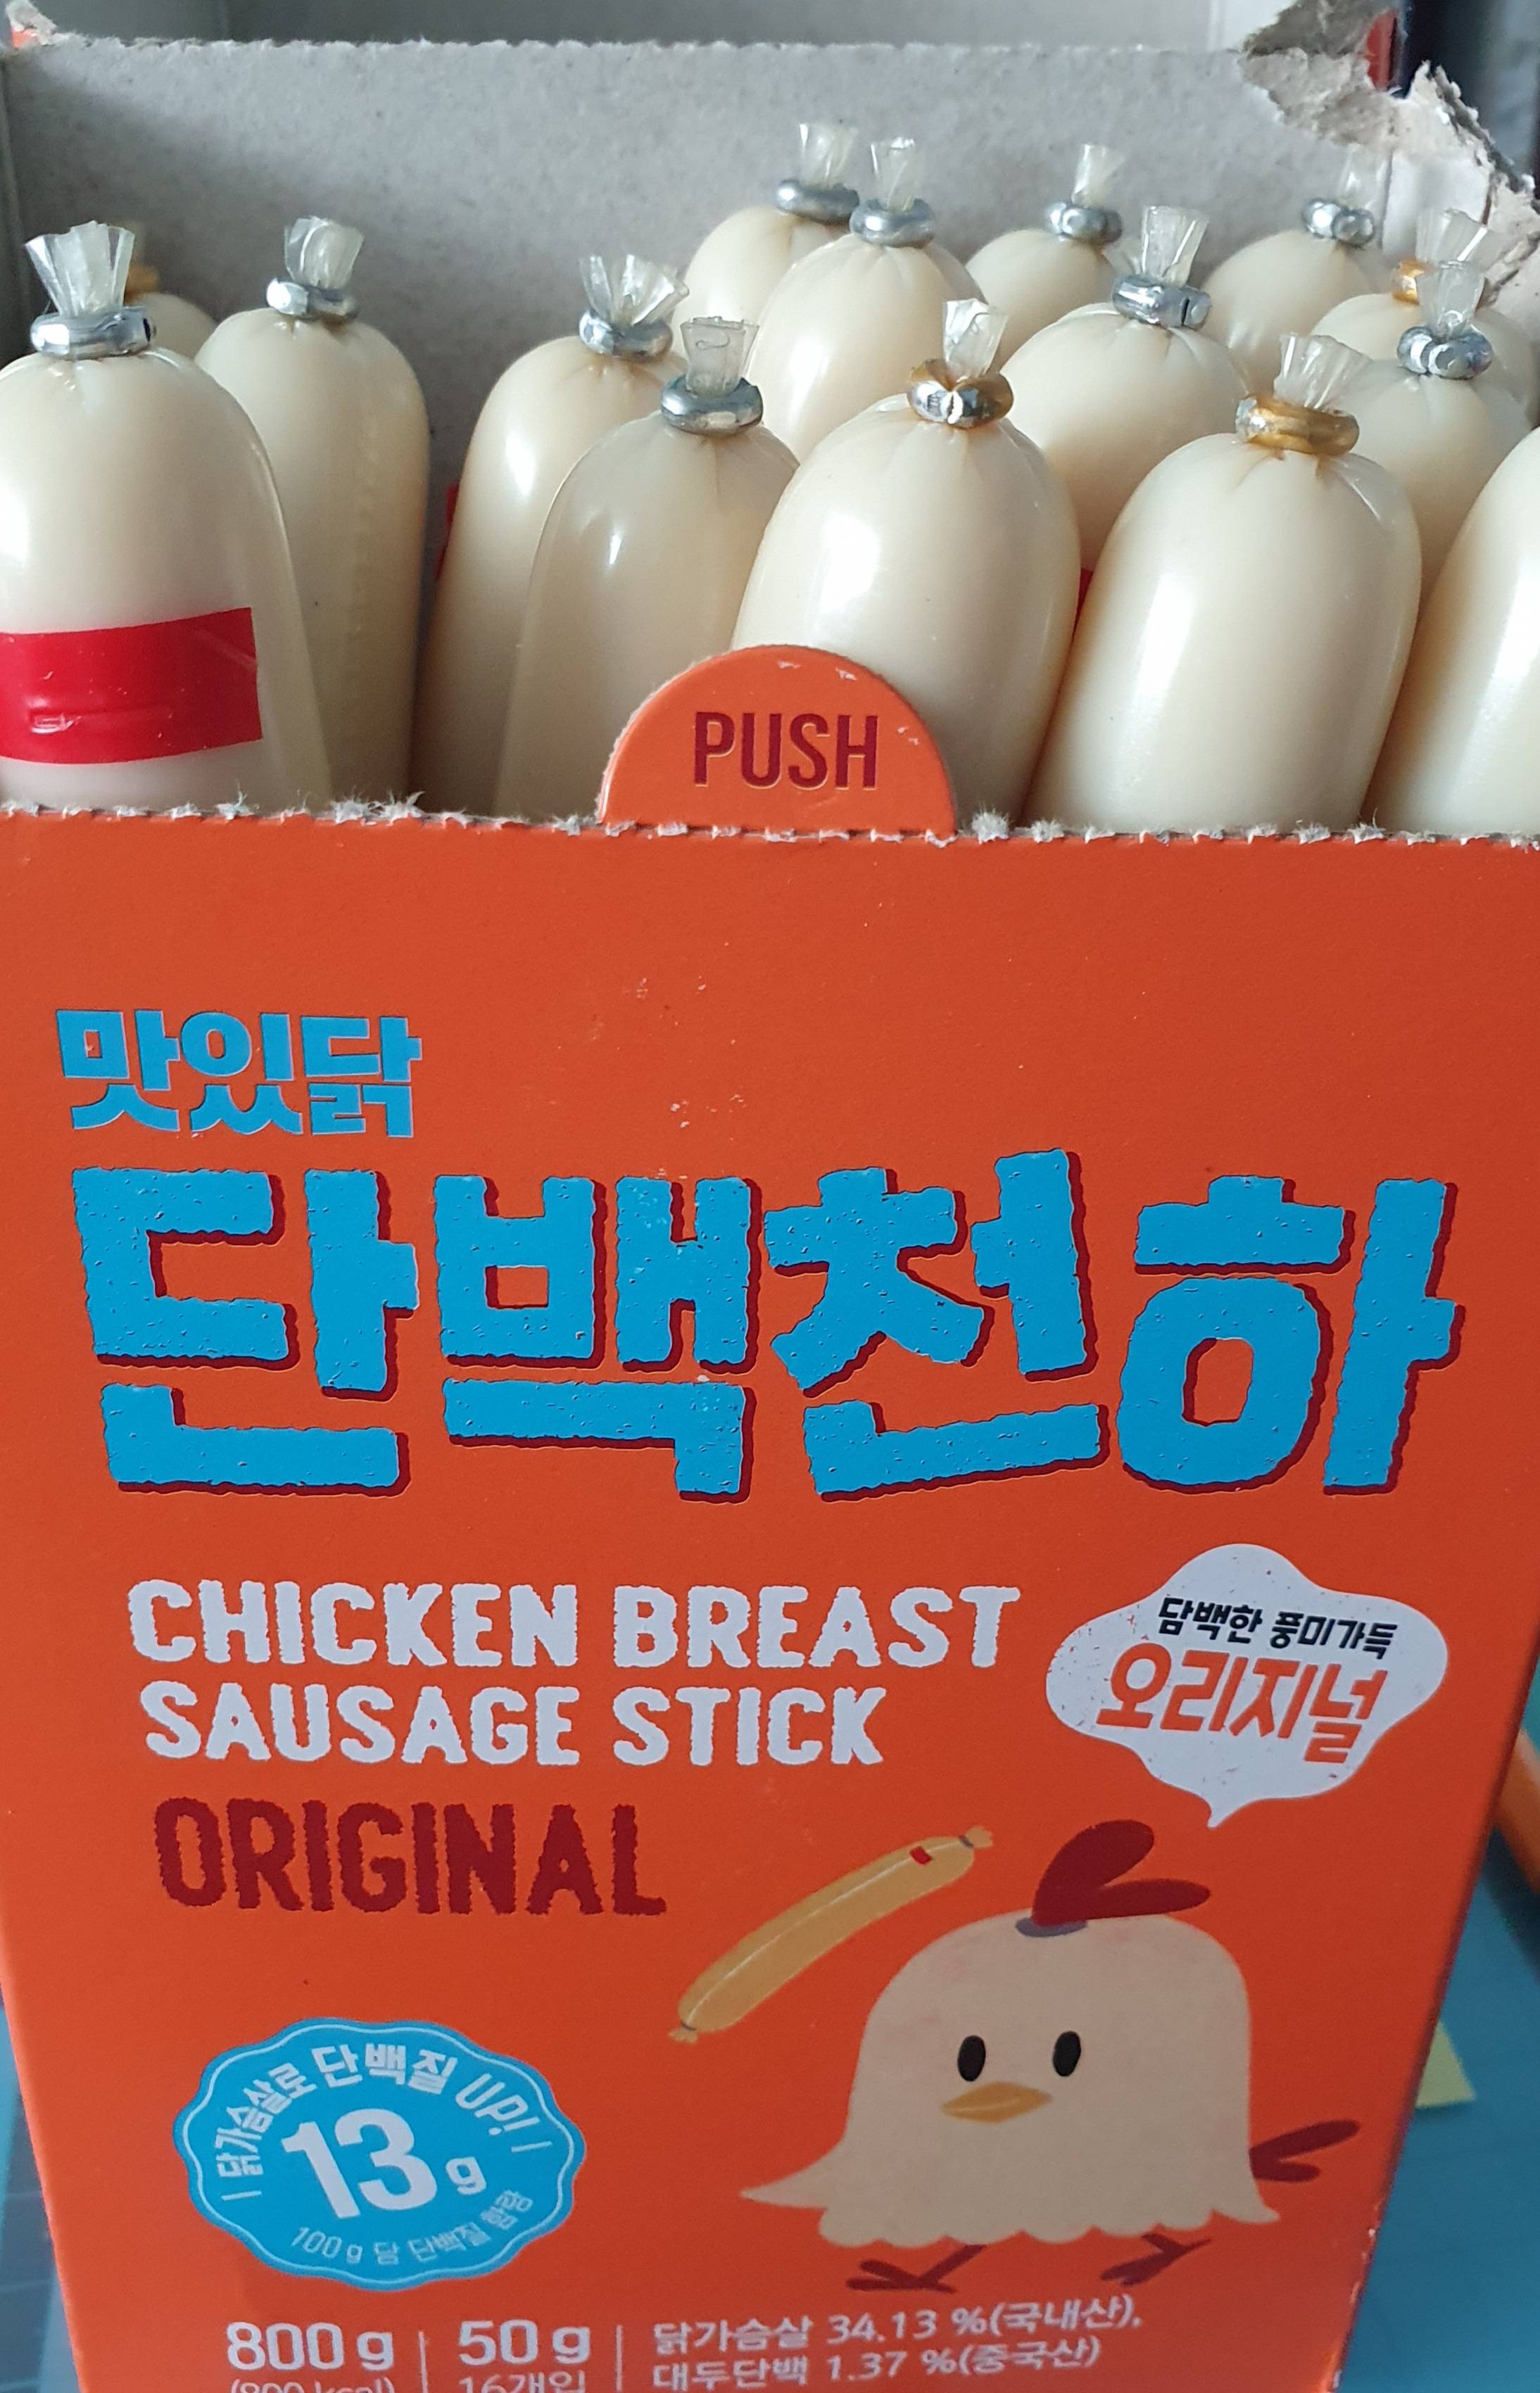 PUSH
맛있닭
단백천하
CHICKEN BREAST
SAUSAGE STICK
ORIGINAL
담백한 풍미가득
오리지널
닭가슴살로 단백질 UP!
13g
100g 당 단백질 함량
800g
(800 kcal)
50g
16개입
닭가슴살 34.13 %(국내산),
대두단백 1.37 %(중국산)